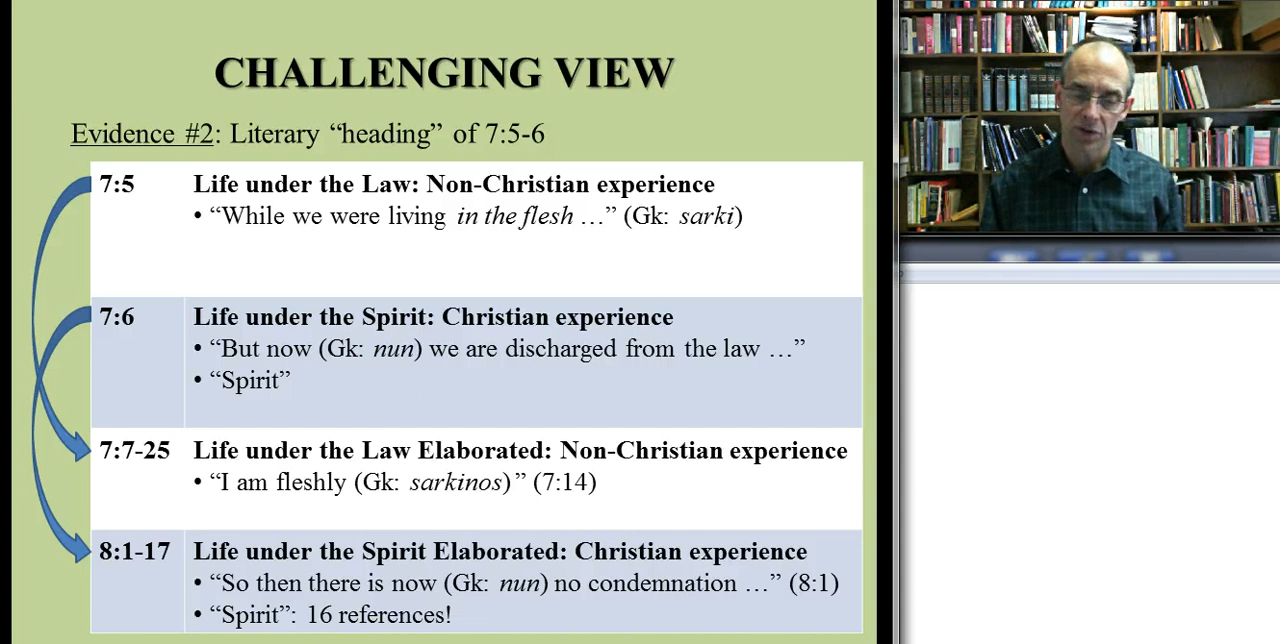 CHALLENGING VIEW
Evidence #2: Literary “heading” of 7:5-6
7:5 Life under the Law: Non-Christian experience
• “While we were living in the flesh …” (Gk: sarki)
7:6 Life under the Spirit: Christian experience
• “But now (Gk: nun) we are discharged from the law …”
• “Spirit”
7:7-25 Life under the Law Elaborated: Non-Christian experience
• “I am fleshly (Gk: sarkinos)” (7:14)
8:1-17 Life under the Spirit Elaborated: Christian experience
• “So then there is now (Gk: nun) no condemnation …” (8:1)
• “Spirit”: 16 references!